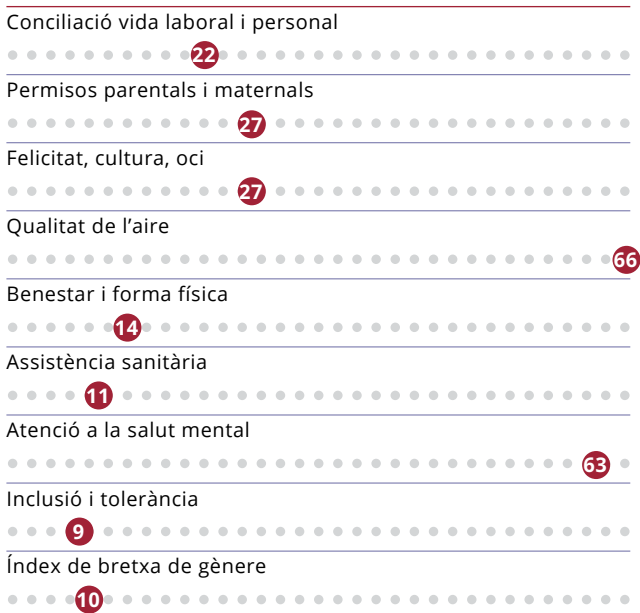 Conciliació vida laboral i personal
22
Permisos parentals i maternals
27
Felicitat, cultura, oci
27
Qualitat de l’aire
66
Benestar i forma física
14
Assistència sanitària
11
Atenció a la salut mental
63
Inclusió i tolerància
9
Índex de bretxa de gènere
10